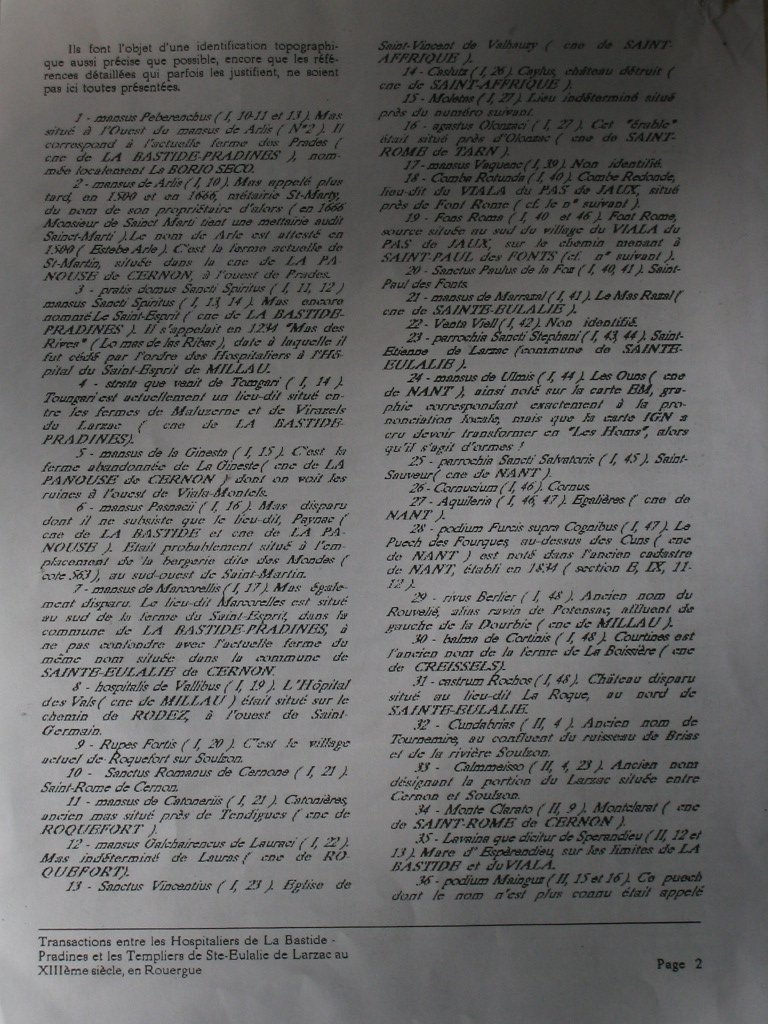 Ils font l'objet d'une identification topographi-
que aussi précise que possible, encore que les réfé-
rences détaillées qui parfois les justifient, ne soient
pas ici toutes présentées.
1 - mansus Peberenchus ( I, 10-11 et 13 ). Mas
situé à l'Ouest du mansus de Arlis ( N°2 ). Il
correspond à l'actuelle ferme des Prades (
cne de LA BASTIDE-PRADINES ), nom-
mée localement La BORIO SECO.
2 - mansus de Arlis ( I, 10 ). Mas appelé plus
tard, en 1500 et en 1666, métairie St-Marty,
du nom de son propriétaire d'alors ( en 1666
Monsieur de Sainct Marti tient une mettairie audit
Sainct-Marti ). Le nom de Arle est attesté en
1500 ( Estebe Arle ). C'est la ferme actuelle de
St-Martin, située dans la cne de LA PA-
NOUSE de CERNON, à l'ouest de Prades.
3 - pratis domus Sancti Spiritus ( I, 11, 12 )
mansus Sancti Spiritus ( I, 13, 14 ). Mas encore
nommé Le Saint-Esprit ( cne de LA BASTIDE-
PRADINES ). Il s'appelait en 1234 "Mas des
Rives" ( Lo mas de las Ribas ), date à laquelle il
fut cédé par l'ordre des Hospitaliers à l'Hô-
pital du Saint-Esprit de MILLAU.
4 - strata que venit de Tomgari ( I, 14 ).
Toungari est actuellement un lieu-dit situé en-
tre les fermes de Maluzerne et de Virazels
du Larzac ( cne de LA BASTIDE-
PRADINES).
5 - mansus de la Ginesta ( I, 15 ). C'est la
ferme abandonnée de La Gineste ( cne de LA
PANOUSE de CERNON ) dont on voit les
ruines à l'ouest de Viala-Montels.
6 - mansus Pasnacii ( I, 16 ). Mas disparu
dont il ne subsiste que le lieu-dit, Paynac (
cne de LA BASTIDE et cne de LA PA-
NOUSE ). Etait probablement situé à l'em-
placement de la bergerie dite des Mondes (
cote 563 ), au sud-ouest de Saint-Martin.
7 - mansus de Marcorellis ( I, 17 ). Mas égale-
ment disparu. Le lieu-dit Marcorelles est situé
au sud de la ferme du Saint-Esprit, dans la
commune de LA BASTIDE-PRADINES, à
ne pas confondre avec l'actuelle ferme du
même nom située dans la commune de
SAINTE-EULALIE de CERNON.
8 - hospitalis de Vallibus ( I, 19 ). L'Hôpital
des Vals ( cne de MILLAU ) était situé sur le
chemin de RODEZ, à l'ouest de Saint-
Germain.
9 - Rupes Fortis ( I, 20 ). C'est le village
actuel de Roquefort sur Soulzon.
10 - Sanctus Romanus de Cernone ( I, 21 ).
Saint-Rome de Cernon.
11 - mansus de Catoneriis ( I, 21 ). Catonières,
ancien mas situé près de Tendigues ( cne de
ROQUEFORT ).
12 - mansus Galchairencus de Lauraci ( I, 22 ).
Mas indéterminé de Lauras ( cne de RO-
QUEFORT).
13 - Sanctus Vincentius ( I, 23 ). Eglise de
Saint-Vincent de Valhauzy ( cne de SAINT-
AFFRIQUE ).
14 - Caslutz ( I, 26 ). Caylus, château détruit (
cne de SAINT-AFFRIQUE ).
15 - Moletas ( I, 27 ). Lieu indéterminé situé
près du numéro suivant.
16 - agastus Olonzaci ( I, 27 ). Cet "érable"
était situé près d'Olonzac ( cne de SAINT-
ROME de TARN ).
17 - mansus Vaquenc ( I, 39 ). Non identifié.
18 - Comba Rotunda ( I, 40 ). Combe Redonde,
lieu-dit du VIALA du PAS de JAUX, situé
près de Font Rome ( cf. le n° suivant ).
19 - Fons Roma ( I, 40 et 46 ). Font Rome,
source située au sud du village du VIALA du
PAS de JAUX, sur le chemin menant à
SAINT-PAUL des FONTS (cf. n° suivant ).
20 - Sanctus Paulus de la Foz ( I, 40, 41 ). Saint-
Paul des Fonts.
21 - mansus de Marrazal ( I, 41 ). Le Mas Razal (
cne de SAINTE-EULALIE ).
22 - Venta Viell ( I, 42 ). Non identifié.
23 - parrochia Sancti Stephani ( I, 43, 44 ). Saint-
Etienne de Larzac (commune de SAINTE-
EULALIE ).
24 - mansus de Ulmis ( I, 44 ). Les Ouns ( cne
de NANT ), ainsi noté sur la carte EM, gra-
phie correspondant exactement à la pro-
nonciation locale, mais que la carte IGN a
cru devoir transformer en "Les Homs", alors
qu'il s'agit d'ormes !
25 - parrochia Sancti Salvatoris ( I, 45 ). Saint-
Sauveur ( cne de NANT ).
26 - Cornucium ( I, 46 ). Cornus.
27 - Aquileria ( I, 46, 47 ). Egalières ( cne de
NANT ).
28 - podium Furcis supra Cognibus ( I, 47 ). Le
Puech des Fourques, au-dessus des Cuns ( cne
de NANT ) est noté dans l'ancien cadastre
de NANT, établi en 1834 ( section E, IX, 11-
12 ).
29 - rivus Berlier ( I, 48 ). Ancien nom du
Rouvelié, alias ravin de Potensac, affluent de
gauche de la Dourbie ( cne de MILLAU ).
30 - balma de Cortinis ( I, 48 ). Courtines est
l'ancien nom de la ferme de La Boissière ( cne
de CREISSELS).
31 - castrum Rochos ( I, 48 ). Château disparu
situé au lieu-dit La Roque, au nord de
SAINTE-EULALIE.
32 - Cundabrias ( II, 4 ). Ancien nom de
Tournemire, au confluent du ruisseau de Brias
et de la rivière Soulzon.
33 - Calmmeisso ( II, 4, 23 ). Ancien nom
désignant la portion du Larzac située entre
Cernon et Soulzon.
34 - Monte Clarato ( II, 9 ). Montclarat ( cne
de SAINT-ROME de CERNON ).
35 - Lavaina que dicitur de Sperandieu ( II, 12 et
13 ). Mare d'Espérandieu, sur les limites de LA
BASTIDE et du VIALA.
36 - podium Mainguz ( II, 15 et 16 ). Ce puech
dont le nom n'est plus connu était appelé
Transactions entre les Hospitaliers de La Bastide -
Pradines et les Templiers de Ste-Eulalie de Larzac au
XIIIème siècle, en Rouergue
Page 2